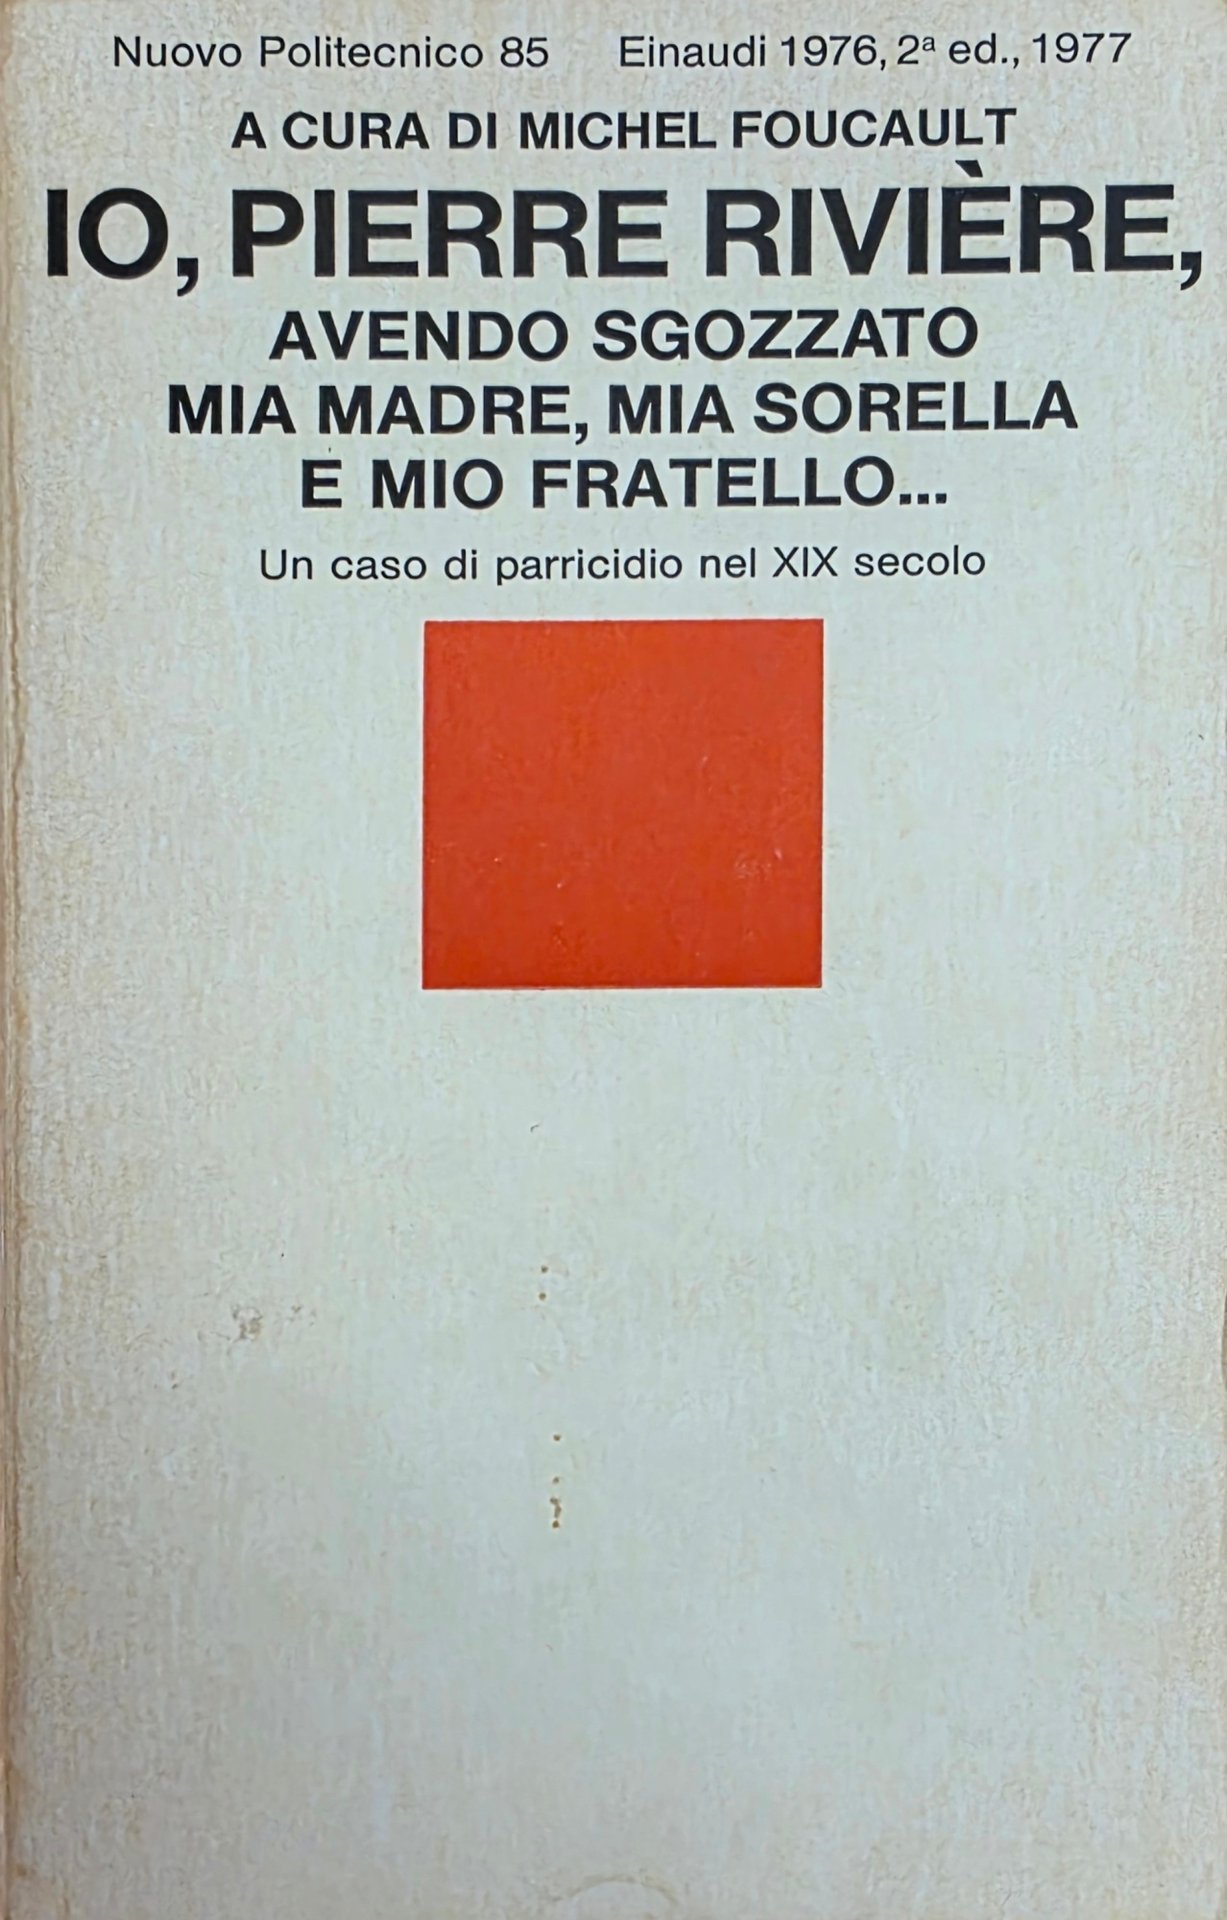 Nuovo Politecnico 85 Einaudi 1976, 2ª ed., 1977
A CURA DI MICHEL FOUCAULT
IO, PIERRE RIVIÈRE,
AVENDO SGOZZATO
MIA MADRE, MIA SORELLA
E MIO FRATELLO...
Un caso di parricidio nel XIX secolo